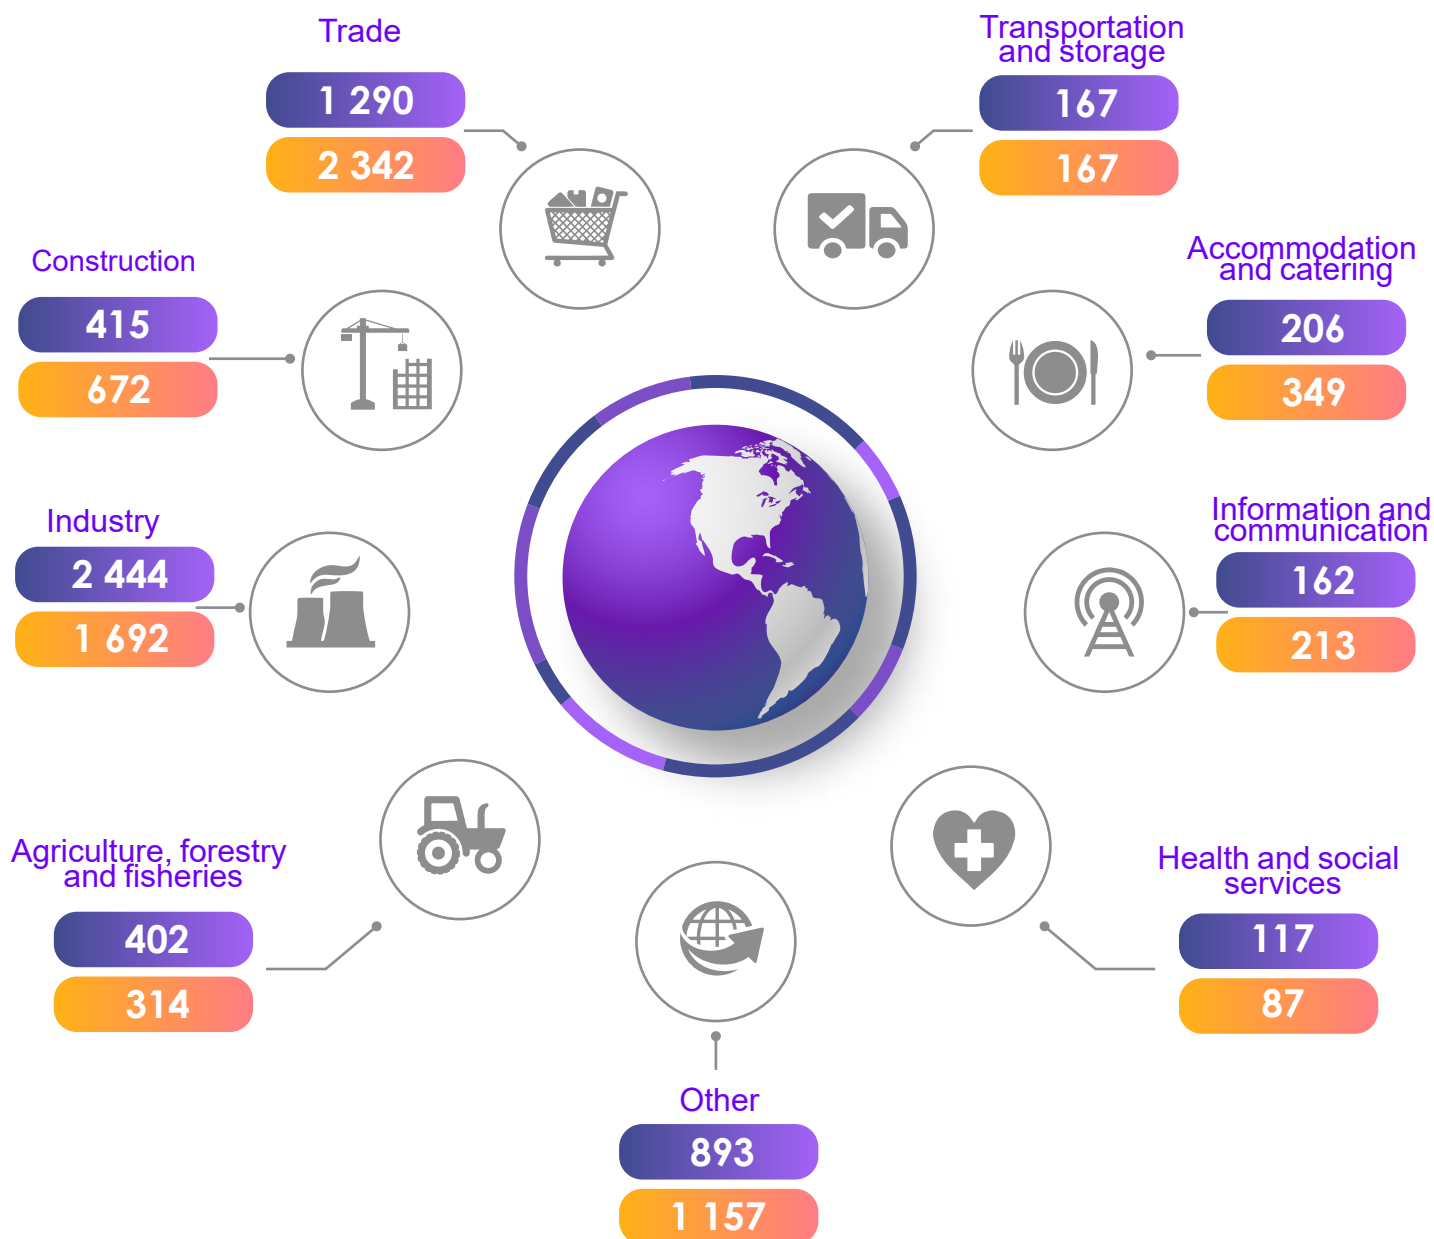 Trade
1 290
2 342
Transportation
and storage
167
167
Construction
415
672
Accommodation
and catering
206
349
Industry
2 444
1 692
Information and
communication
162
213
Agriculture, forestry
and fisheries
402
314
Health and social
services
117
87
Other
893
1 157